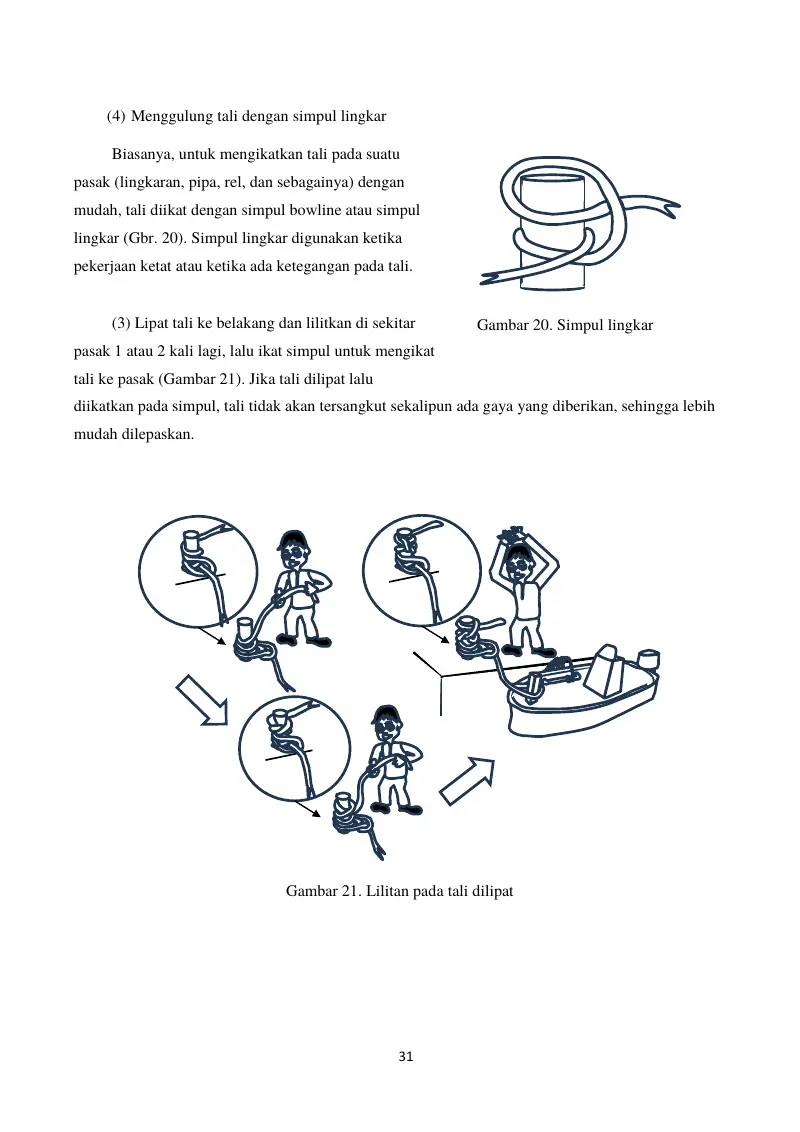 (4) Menggulung tali dengan simpul lingkar
Biasanya, untuk mengikatkan tali pada suatu
pasak (lingkaran, pipa, rel, dan sebagainya) dengan
mudah, tali diikat dengan simpul bowline atau simpul
lingkar (Gbr. 20). Simpul lingkar digunakan ketika
pekerjaan ketat atau ketika ada ketegangan pada tali.
(3) Lipat tali ke belakang dan lilitkan di sekitar
pasak 1 atau 2 kali lagi, lalu ikat simpul untuk mengikat
tali ke pasak (Gambar 21). Jika tali dilipat lalu
diikatkan pada simpul, tali tidak akan tersangkut sekalipun ada gaya yang diberikan, sehingga lebih
mudah dilepaskan.
Gambar 20. Simpul lingkar
Gambar 21. Lilitan pada tali dilipat
31